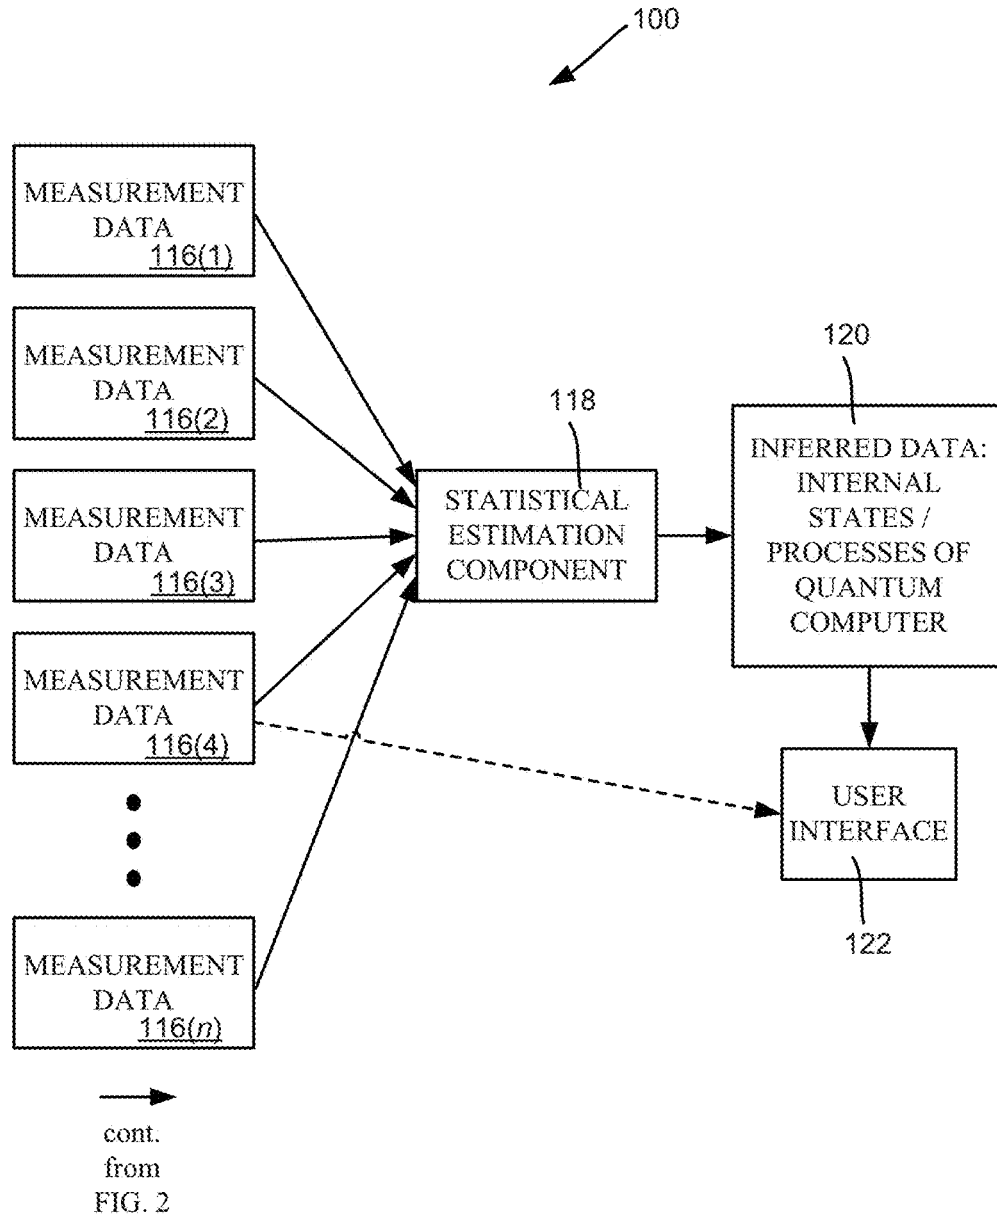 100
MEASUREMENT
DATA
116(1)
MEASUREMENT
DATA
116(2)
MEASUREMENT
DATA
116(3)
MEASUREMENT
DATA
116(4)
MEASUREMENT
DATA
116(n)
118
STATISTICAL
ESTIMATION
COMPONENT
120
INFERRED DATA:
INTERNAL
STATES /
PROCESSES OF
QUANTUM
COMPUTER
USER
INTERFACE
122
cont.
from
FIG. 2